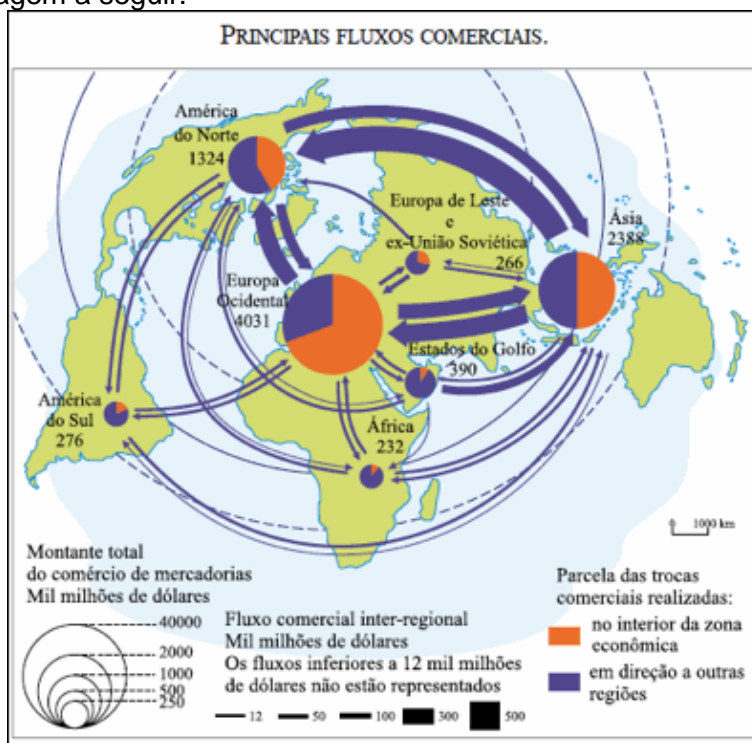 agem a seguir:
PRINCIPAIS FLUXOS COMERCIAIS.
América
do Norte
1324
Europa de Leste
e
ex-União Soviética
266
Ásia
2388
Europa
Ocidental
4031
Estados do Golfo
390
América
do Sul
276
África
232
0 1000 km
Montante total
do comércio de mercadorias
Mil milhões de dólares
40000
2000
1000
500
250
Fluxo comercial inter-regional
Mil milhões de dólares
Os fluxos inferiores a 12 mil milhões
de dólares não estão representados
12 50 100 300 500
Parcela das trocas
comerciais realizadas:
no interior da zona
econômica
em direção a outras
regiões